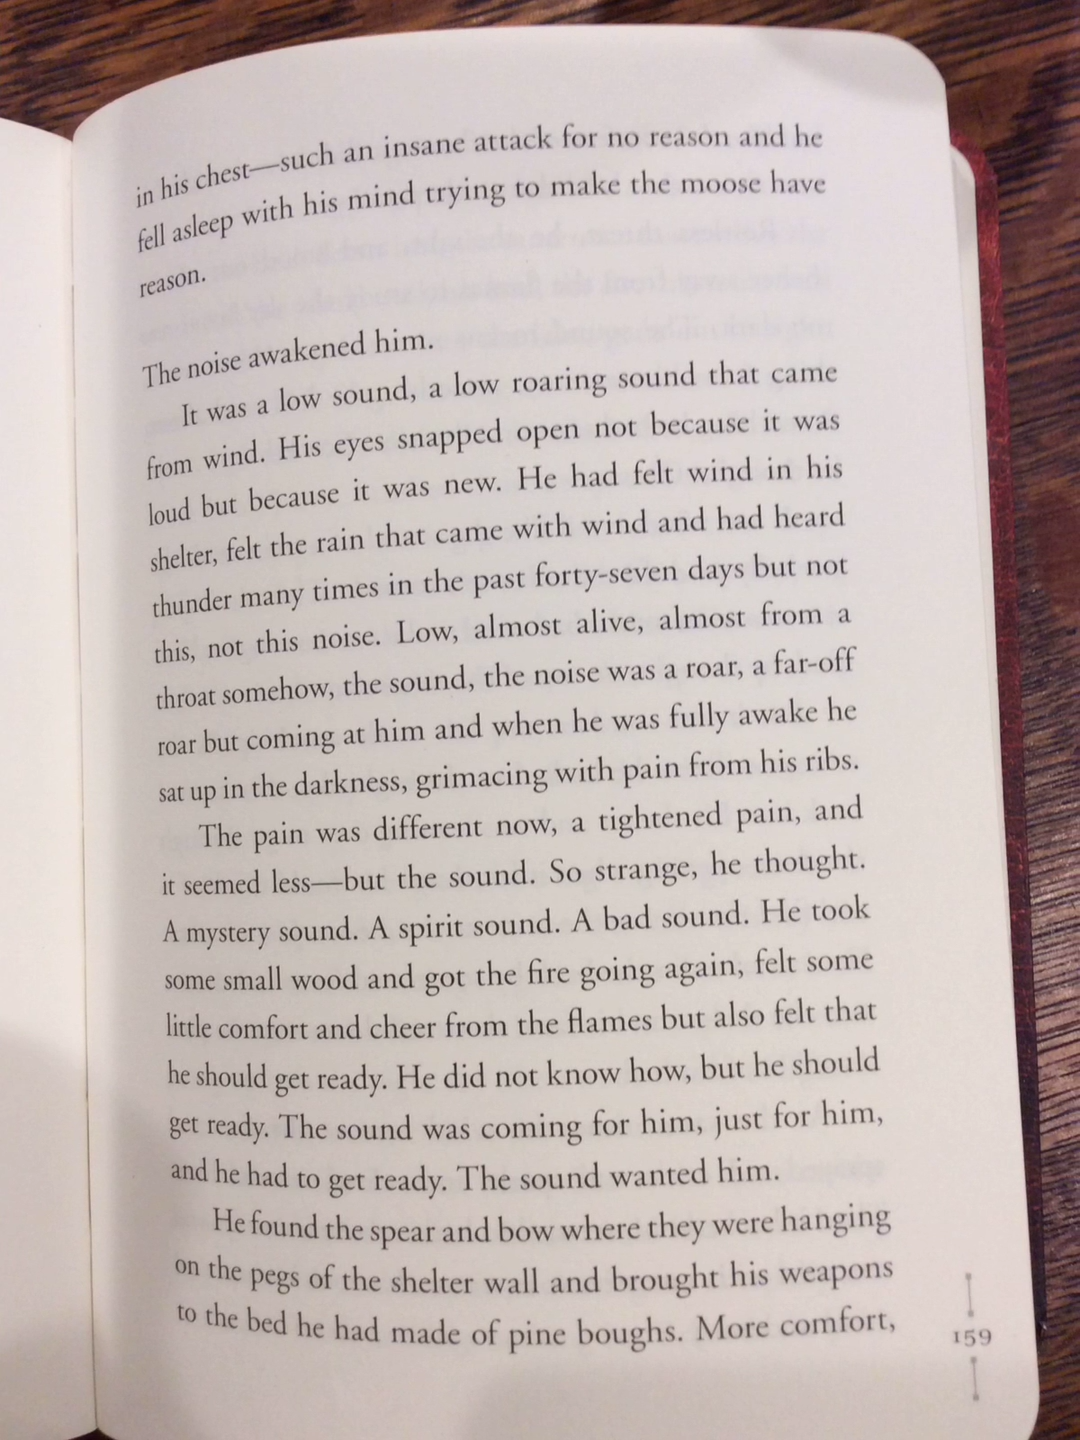 in his chest—such an insane attack for no reason and he
fell asleep with his mind trying to make the moose have
reason.
The noise awakened him.
It was a low sound, a low roaring sound that came
from wind. His eyes snapped open not because it was
loud but because it was new. He had felt wind in his
shelter, felt the rain that came with wind and had heard
thunder many times in the past forty-seven days but not
this, not this noise. Low, almost alive, almost from a
throat somehow, the sound, the noise was a roar, a far-off
roar but coming at him and when he was fully awake he
sat up in the darkness, grimacing with pain from his ribs.
The pain was different now, a tightened pain, and
it seemed less—but the sound. So strange, he thought.
A mystery sound. A spirit sound. A bad sound. He took
some small wood and got the fire going again, felt some
little comfort and cheer from the flames but also felt that
he should get ready. He did not know how, but he should
get ready. The sound was coming for him, just for him,
and he had to get ready. The sound wanted him.
He found the spear and bow where they were hanging
on the pegs of the shelter wall and brought his weapons
to the bed he had made of pine boughs. More comfort,
159